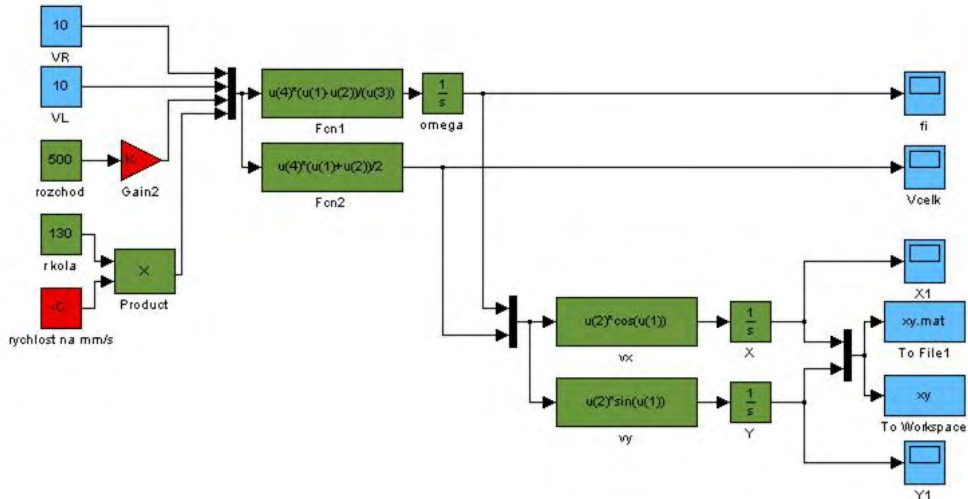 10
VR
10
VL
500
rozchod
-K-
Gain2
130
rkola
-C-
rychlost na mm/s
X
Product
u(4)*(u(1)-u(2))/(u(3))
Fcn1
1
s
omega
u(4)*(u(1)+u(2))/2
Fcn2
fi
Vcelk
u(2)*cos(u(1))
vx
1
s
X
u(2)*sin(u(1))
vy
1
s
Y
X1
xy.mat
To File1
xy
To Workspace
Y1